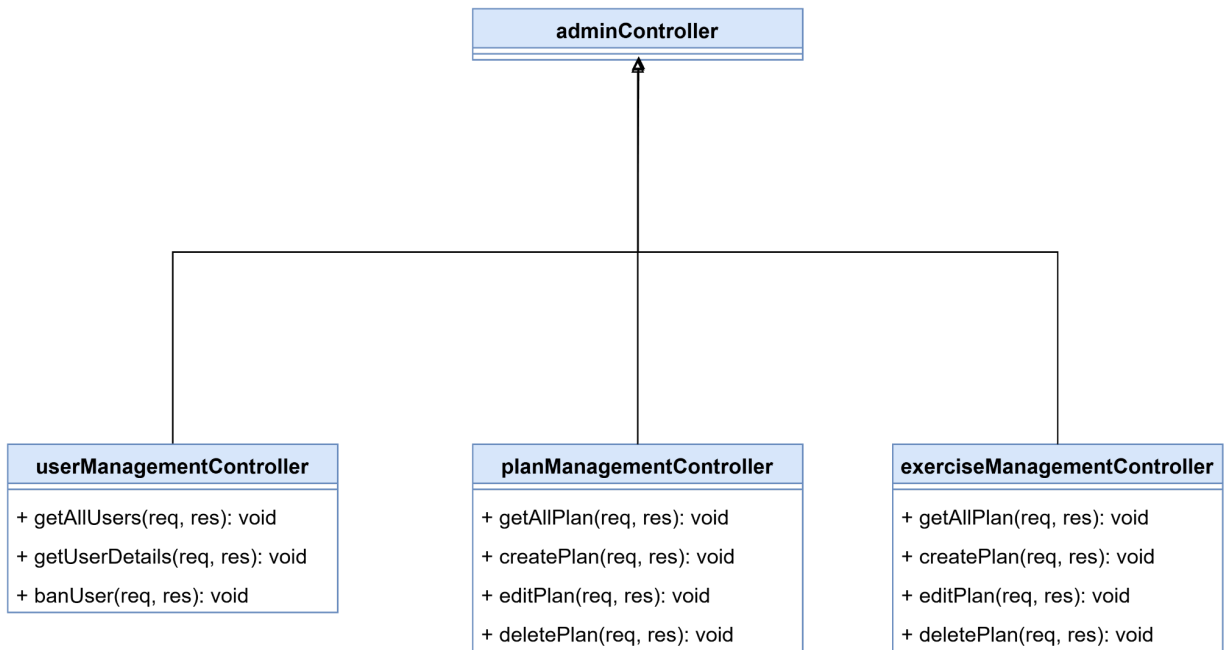 adminController
userManagementController
+ getAllUsers(req, res): void
+ getUserDetails(req, res): void
+ banUser(req, res): void
planManagementController
+ getAllPlan(req, res): void
+ createPlan(req, res): void
+ editPlan(req, res): void
+ deletePlan(req, res): void
exerciseManagementController
+ getAllPlan(req, res): void
+ createPlan(req, res): void
+ editPlan(req, res): void
+ deletePlan(req, res): void